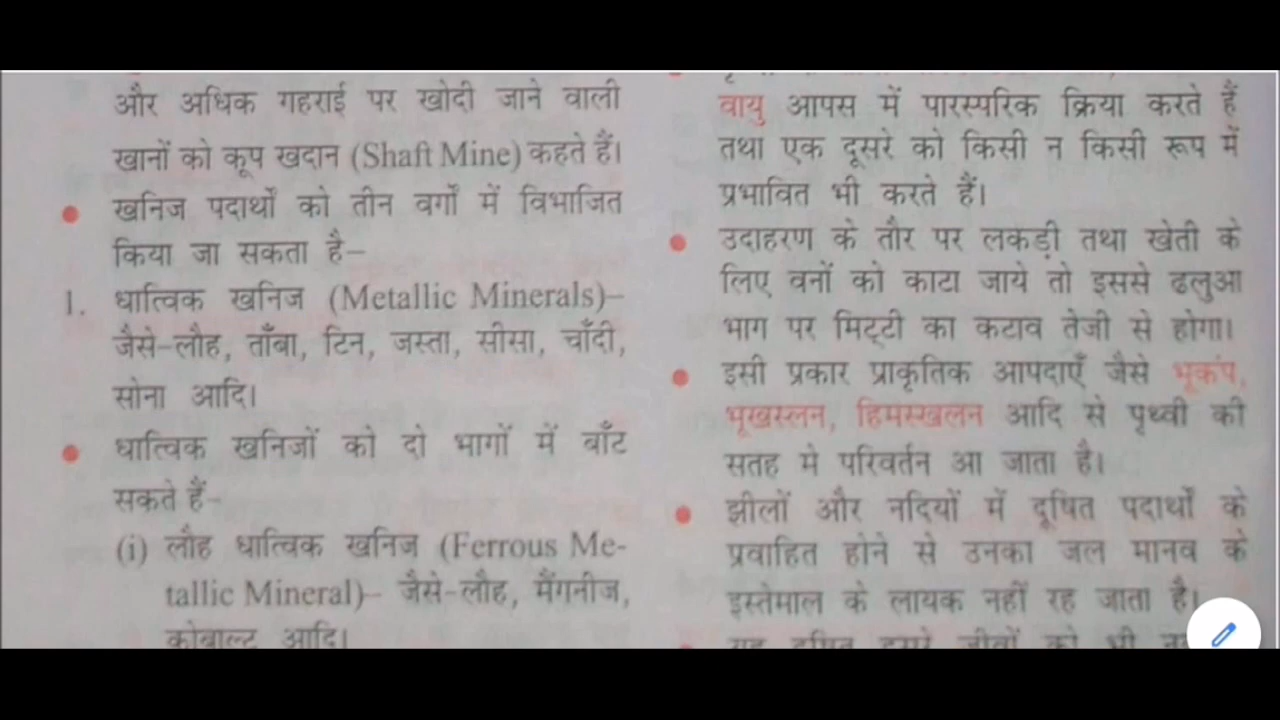 और अधिक गहराई पर खोदी जाने वाली
खानों को कूप खदान (Shaft Mine) कहते हैं।
● खनिज पदार्थों को तीन वर्गों में विभाजित
किया जा सकता है–
1. धात्विक खनिज (Metallic Minerals)–
जैसे-लौह, ताँबा, टिन, जस्ता, सीसा, चाँदी,
सोना आदि।
● धात्विक खनिजों को दो भागों में बाँट
सकते हैं-
(i) लौह धात्विक खनिज (Ferrous Me-
tallic Mineral)– जैसे-लौह, मैंगनीज,
कोबाल्ट आदि।
वायु आपस में पारस्परिक क्रिया करते हैं
तथा एक दूसरे को किसी न किसी रूप में
प्रभावित भी करते हैं।
● उदाहरण के तौर पर लकड़ी तथा खेती के
लिए वनों को काटा जाये तो इससे ढलुआ
भाग पर मिट्टी का कटाव तेजी से होगा।
● इसी प्रकार प्राकृतिक आपदाएँ जैसे भूकंप,
भूखस्लन, हिमस्खलन आदि से पृथ्वी की
सतह मे परिवर्तन आ जाता है।
● झीलों और नदियों में दूषित पदार्थों के
प्रवाहित होने से उनका जल मानव के
इस्तेमाल के लायक नहीं रह जाता है।